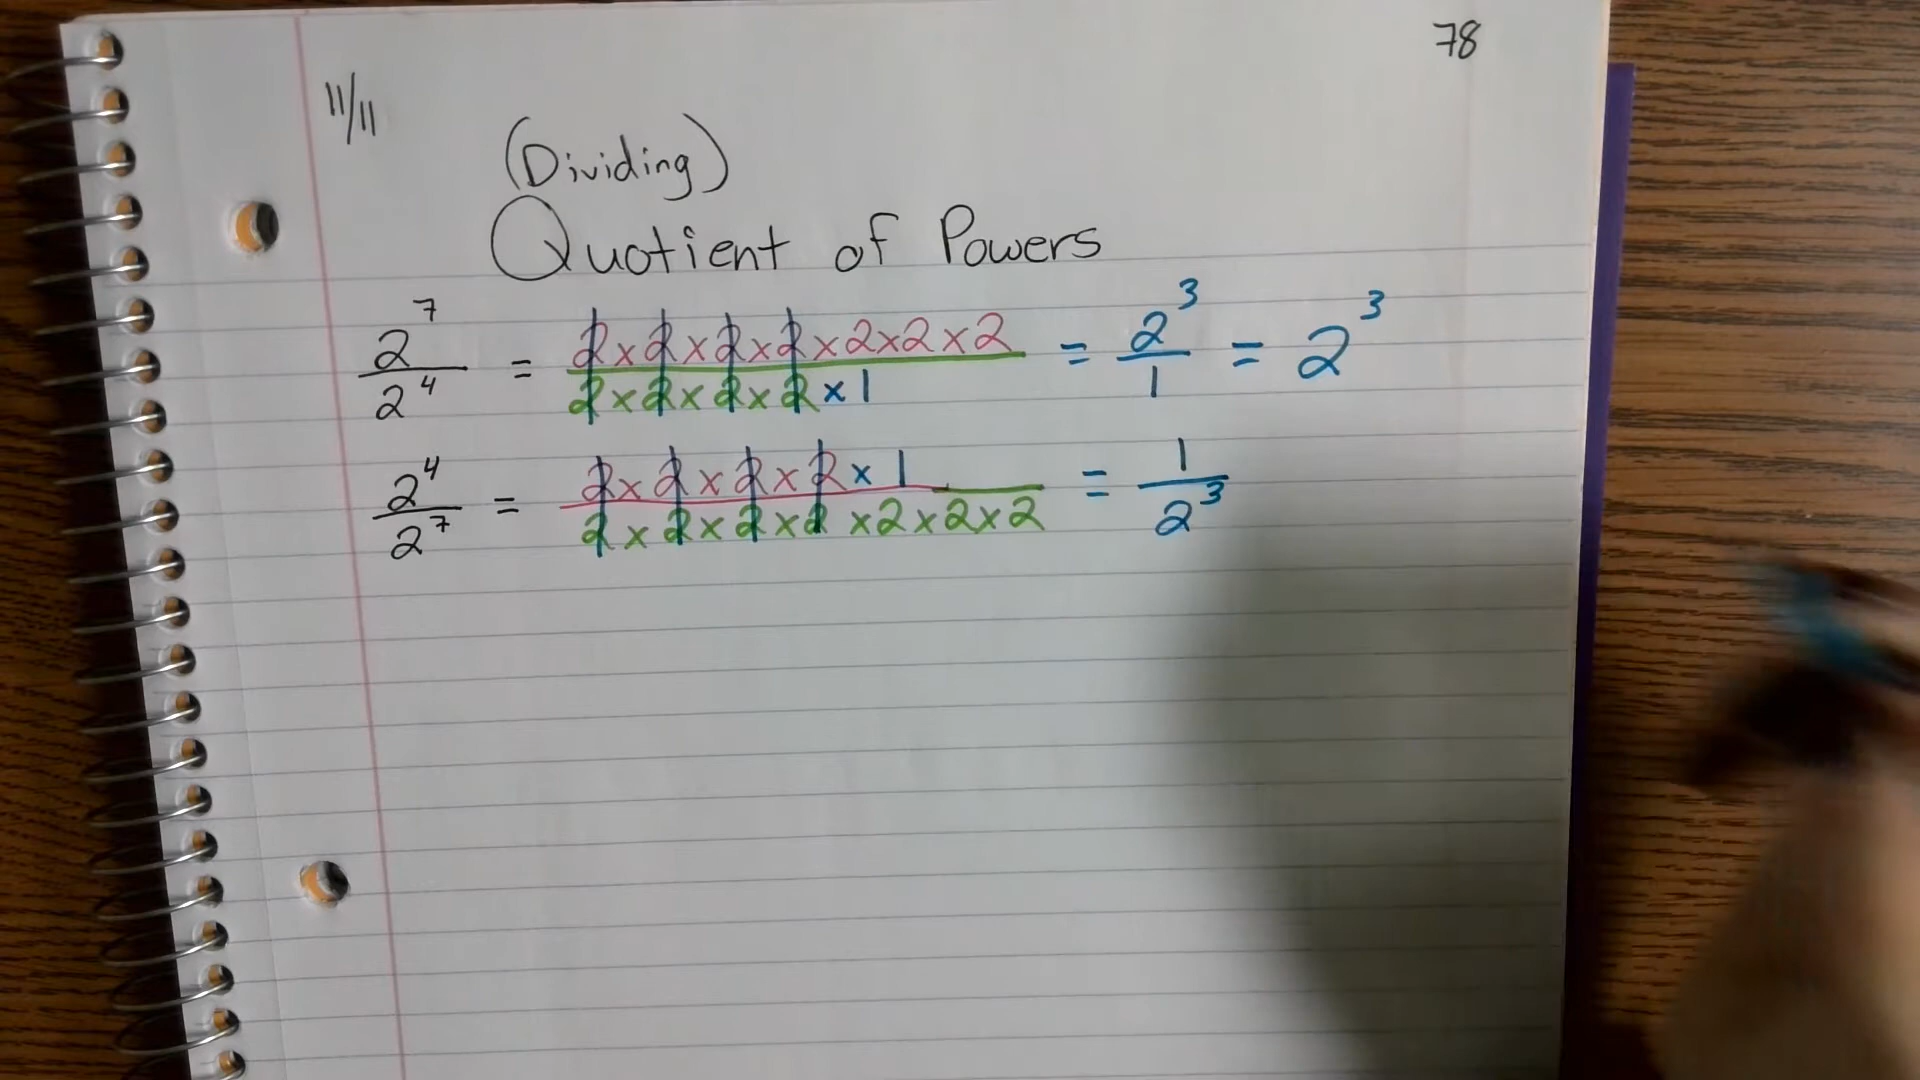 78
11/11
(Dividing)
Quotient of Powers
2^7/2^4 = 2×2×2×2×2×2×2/2×2×2×2×1 = 2^3/1 = 2^3
2^4/2^7 = 2×2×2×2×1/2×2×2×2×2×2×2 = 1/2^3